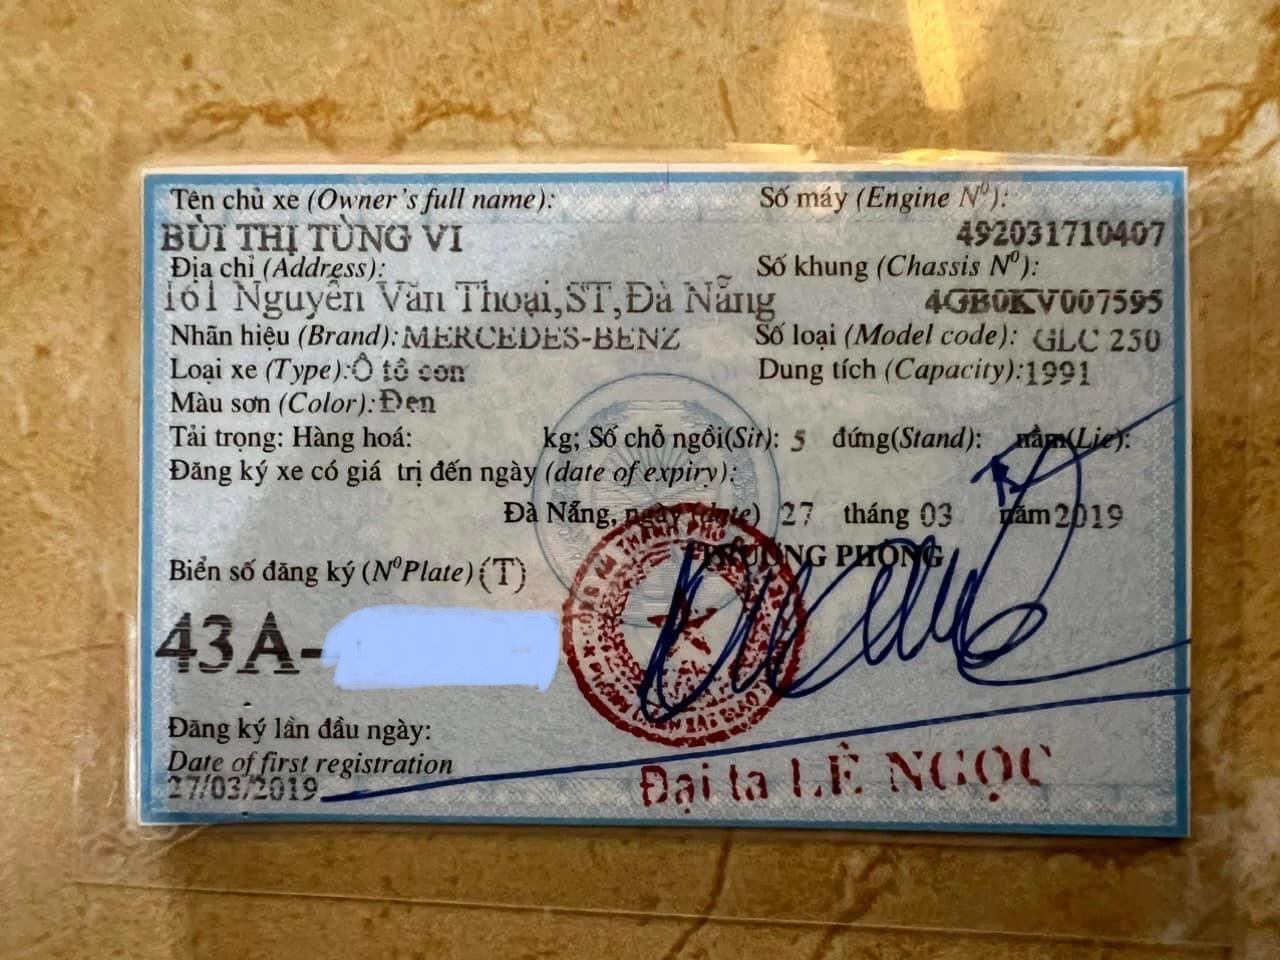 Tên chủ xe (Owner's full name):
BÙI THỊ TÙNG VI
Địa chỉ (Address):
161 Nguyễn Văn Thoại,ST,Đà Nẵng
Nhãn hiệu (Brand): MERCEDES-BENZ
Loại xe (Type): Ô tô con
Màu sơn (Color): Đen
Số máy (Engine N⁰):
492031710407
Số khung (Chassis N⁰):
4GB0KV007595
Số loại (Model code): GLC 250
Dung tích (Capacity): 1991
Tải trọng: Hàng hoá: kg; Số chỗ ngồi(Sit): 5 đứng(Stand): nằm(Lie):
Đăng ký xe có giá trị đến ngày (date of expiry):
Đà Nẵng, ngày (date) 27 tháng 03 năm 2019
TRƯỞNG PHÒNG
Biển số đăng ký (N⁰Plate) (T)
43A-
Đăng ký lần đầu ngày:
Date of first registration
27/03/2019
Đại tá LÊ NGỌC